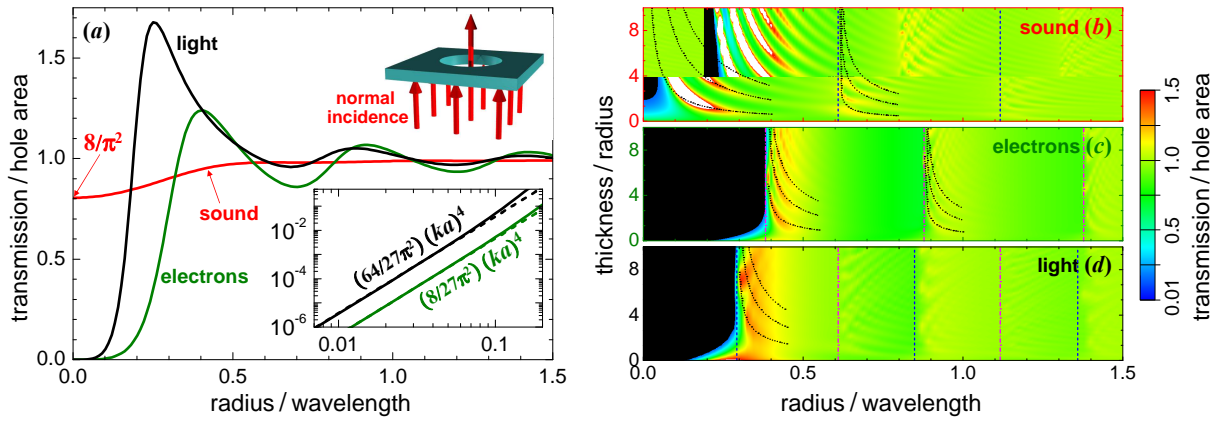 (a)
light
normal
incidence
8/π²
sound
electrons
(64/27π²) (ka)⁴
(8/27π²) (ka)⁴
10⁻²
10⁻⁴
10⁻⁶
0.01
0.1
1.5
1.0
0.5
0.0
0.0
0.5
1.0
1.5
transmission / hole area
radius / wavelength
sound (b)
electrons (c)
light (d)
8
4
0
8
4
0
8
4
0
thickness / radius
0.0
0.5
1.0
1.5
radius / wavelength
1.5
1.0
0.5
0.01
transmission / hole area